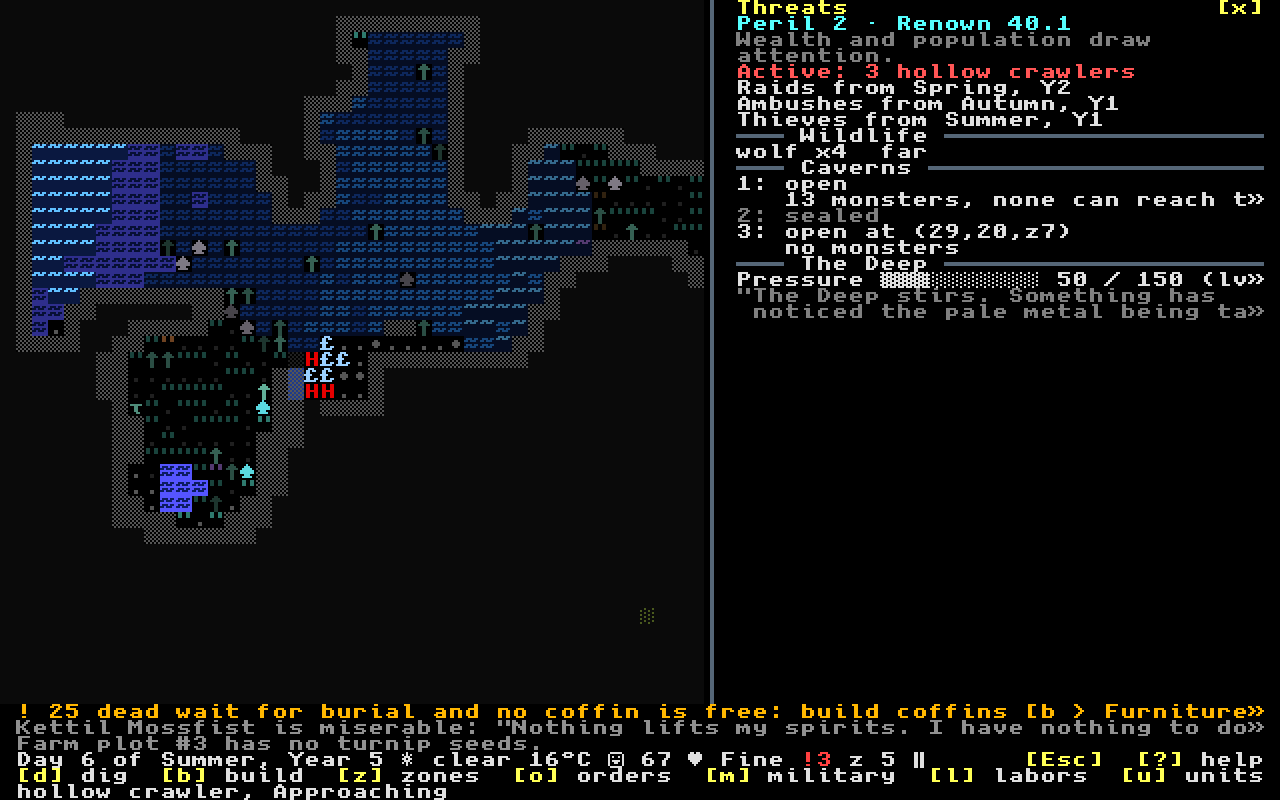 Threats [x]
Peril 2 · Renown 40.1
Wealth and population draw
attention.
Active: 3 hollow crawlers
Raids from Spring, Y2
Ambushes from Autumn, Y1
Thieves from Summer, Y1
Wildlife
wolf x4 far
Caverns
1: open
13 monsters, none can reach t»
2: sealed
3: open at (29,20,z7)
no monsters
The Deep
Pressure 50 / 150 (lv»
"The Deep stirs. Something has
noticed the pale metal being ta»
! 25 dead wait for burial and no coffin is free: build coffins [b > Furniture»
Kettil Mossfist is miserable: "Nothing lifts my spirits. I have nothing to do»
Farm plot #3 has no turnip seeds.
Day 6 of Summer, Year 5 * clear 16°C ☺ 67 ♥ Fine !3 z 5 ‖ [Esc] [?] help
[d] dig [b] build [z] zones [o] orders [m] military [l] labors [u] units
hollow crawler, Approaching